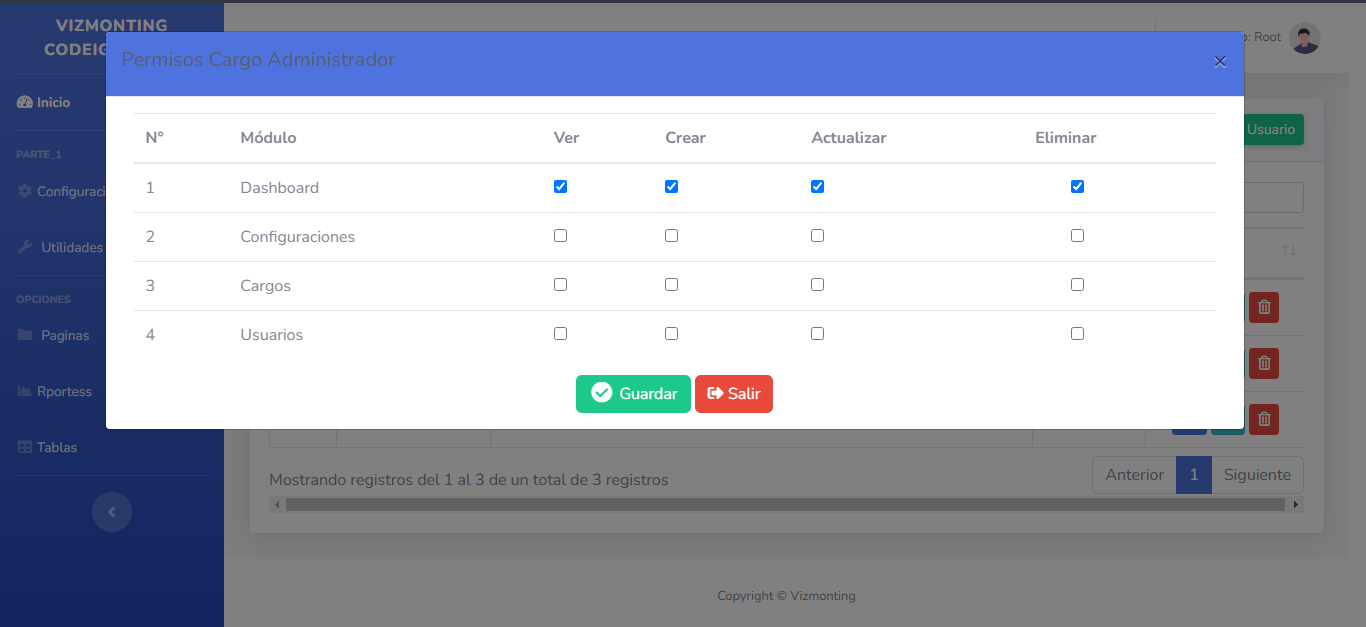 VIZMONTING
Inicio
PARTE_1
Utilidades
OPCIONES
Paginas
Rportess
Tablas
Root
Permisos Cargo Administrador
×
N° Módulo Ver Crear Actualizar Eliminar
1 Dashboard
2 Configuraciones
3 Cargos
4 Usuarios
Guardar Salir
Usuario
Mostrando registros del 1 al 3 de un total de 3 registros
Anterior 1 Siguiente
Copyright © Vizmonting